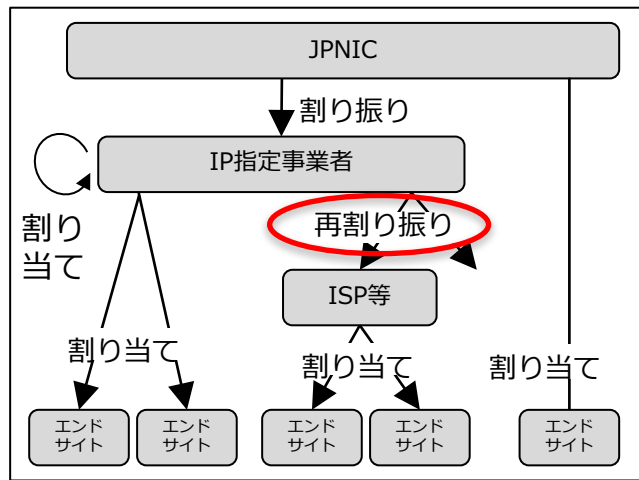 JPNIC
割り振り
IP指定事業者
割り
当て
再割り振り
ISP等
割り当て
割り当て
割り当て
エンド
サイト
エンド
サイト
エンド
サイト
エンド
サイト
エンド
サイト